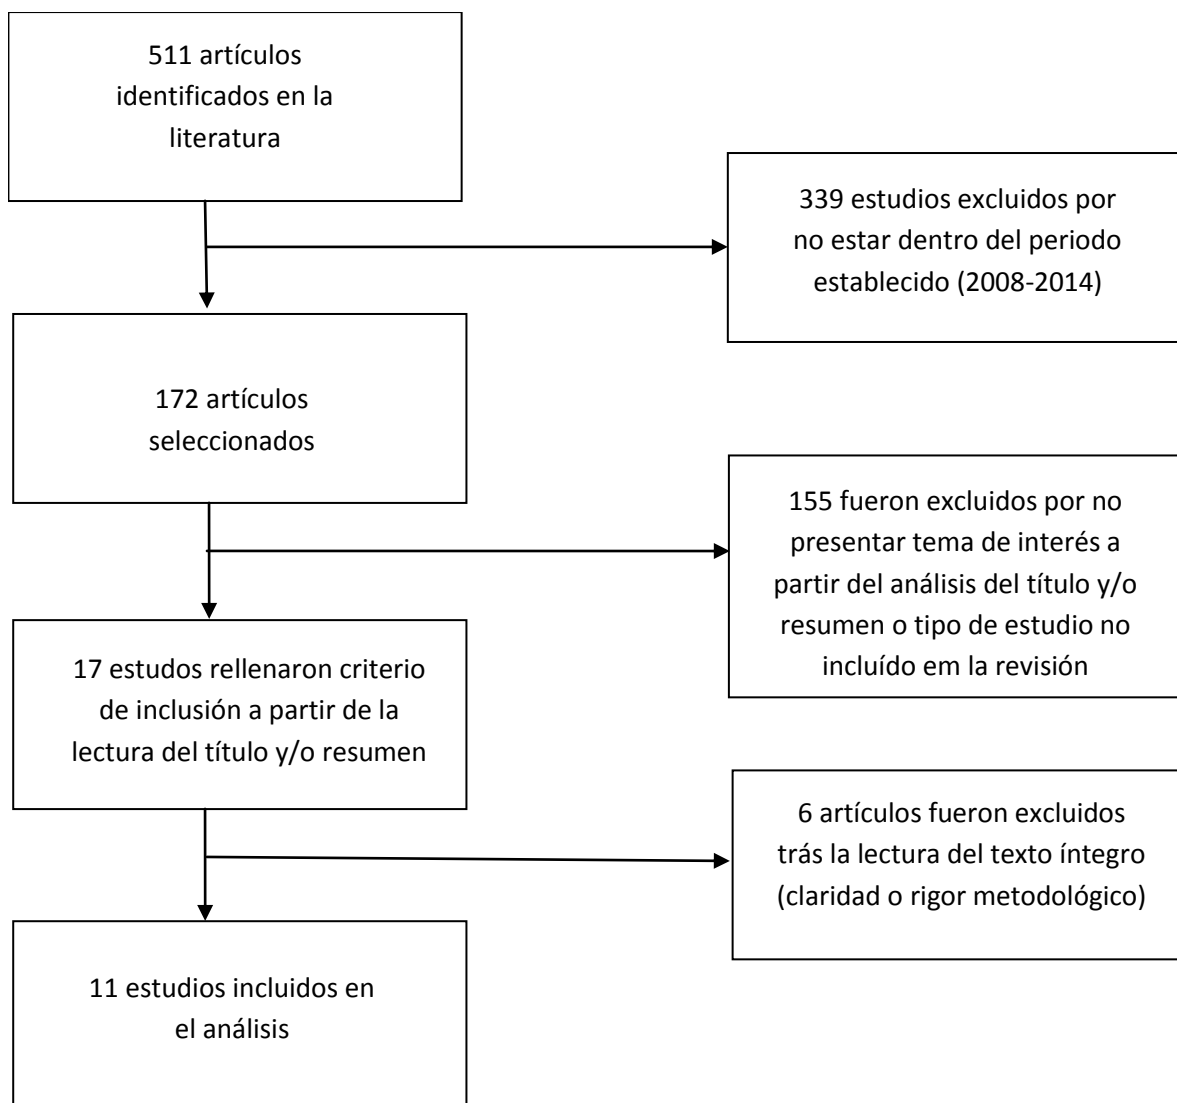 511 artículos
identificados en la
literatura
339 estudios excluidos por
no estar dentro del periodo
establecido (2008-2014)
172 artículos
seleccionados
155 fueron excluidos por no
presentar tema de interés a
partir del análisis del título y/o
resumen o tipo de estudio no
incluído em la revisión
17 estudos rellenaron criterio
de inclusión a partir de la
lectura del título y/o resumen
6 artículos fueron excluidos
trás la lectura del texto íntegro
(claridad o rigor metodológico)
11 estudios incluidos en
el análisis